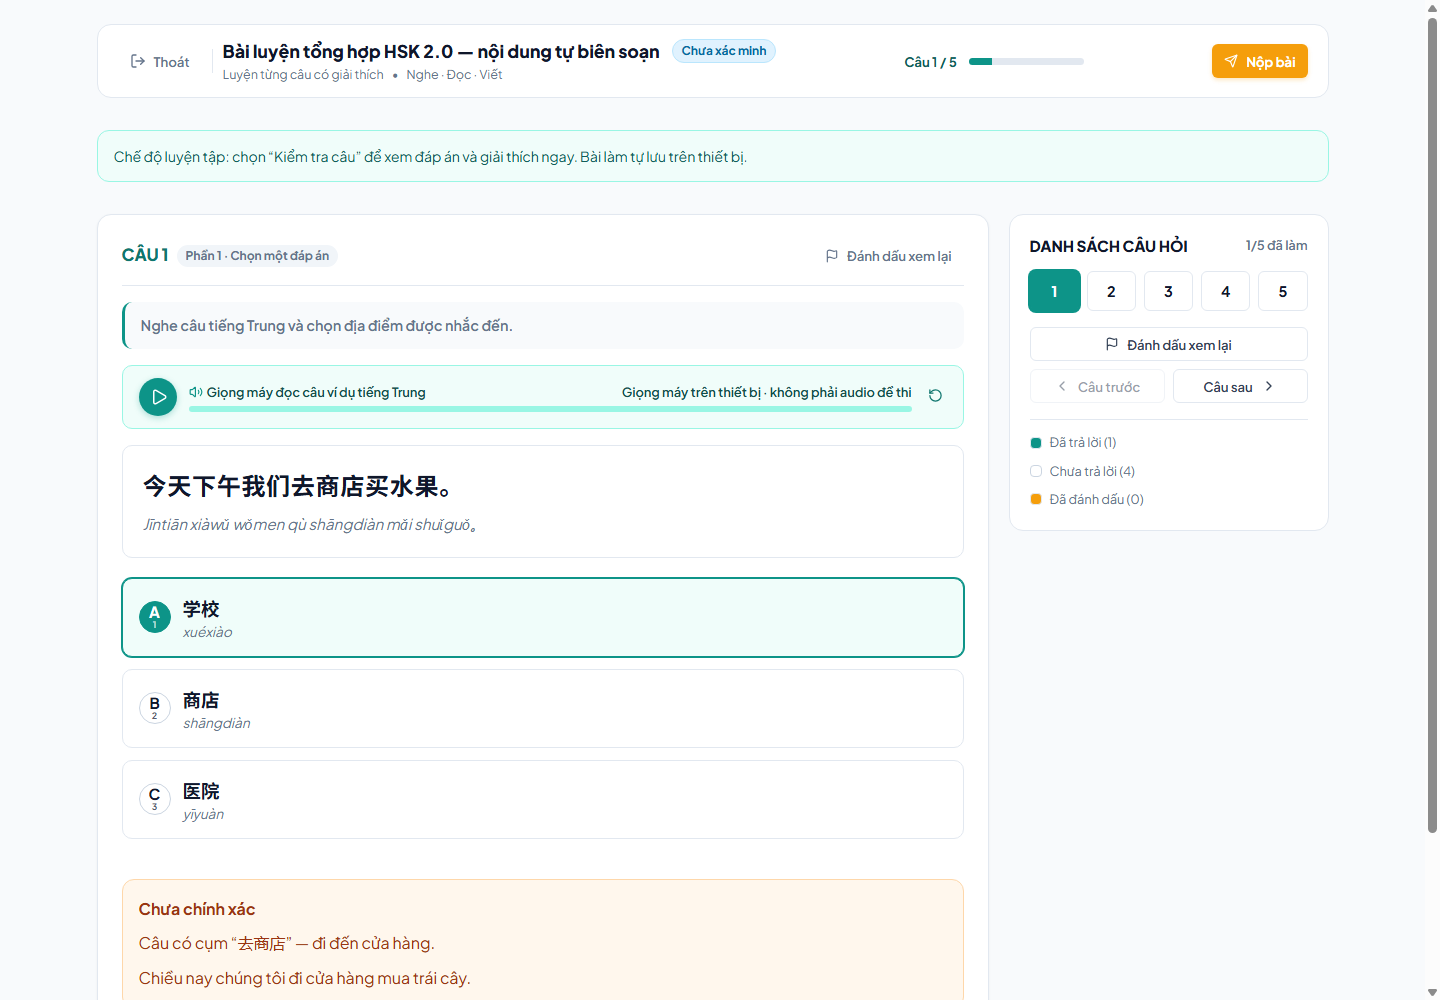 Thoát
Bài luyện tổng hợp HSK 2.0 — nội dung tự biên soạn
Chưa xác minh
Luyện từng câu có giải thích • Nghe · Đọc · Viết
Câu 1 / 5
Nộp bài
Chế độ luyện tập: chọn “Kiểm tra câu” để xem đáp án và giải thích ngay. Bài làm tự lưu trên thiết bị.
CÂU 1
Phần 1 · Chọn một đáp án
Đánh dấu xem lại
Nghe câu tiếng Trung và chọn địa điểm được nhắc đến.
Giọng máy đọc câu ví dụ tiếng Trung
Giọng máy trên thiết bị · không phải audio đề thi
今天下午我们去商店买水果。
Jīntiān xiàwǔ wǒmen qù shāngdiàn mǎi shuǐguǒ。
A
1
学校
xuéxiào
B
2
商店
shāngdiàn
C
3
医院
yīyuàn
Chưa chính xác
Câu có cụm “去商店” — đi đến cửa hàng.
Chiều nay chúng tôi đi cửa hàng mua trái cây.
DANH SÁCH CÂU HỎI
1/5 đã làm
1 2 3 4 5
Đánh dấu xem lại
Câu trước
Câu sau
Đã trả lời (1)
Chưa trả lời (4)
Đã đánh dấu (0)